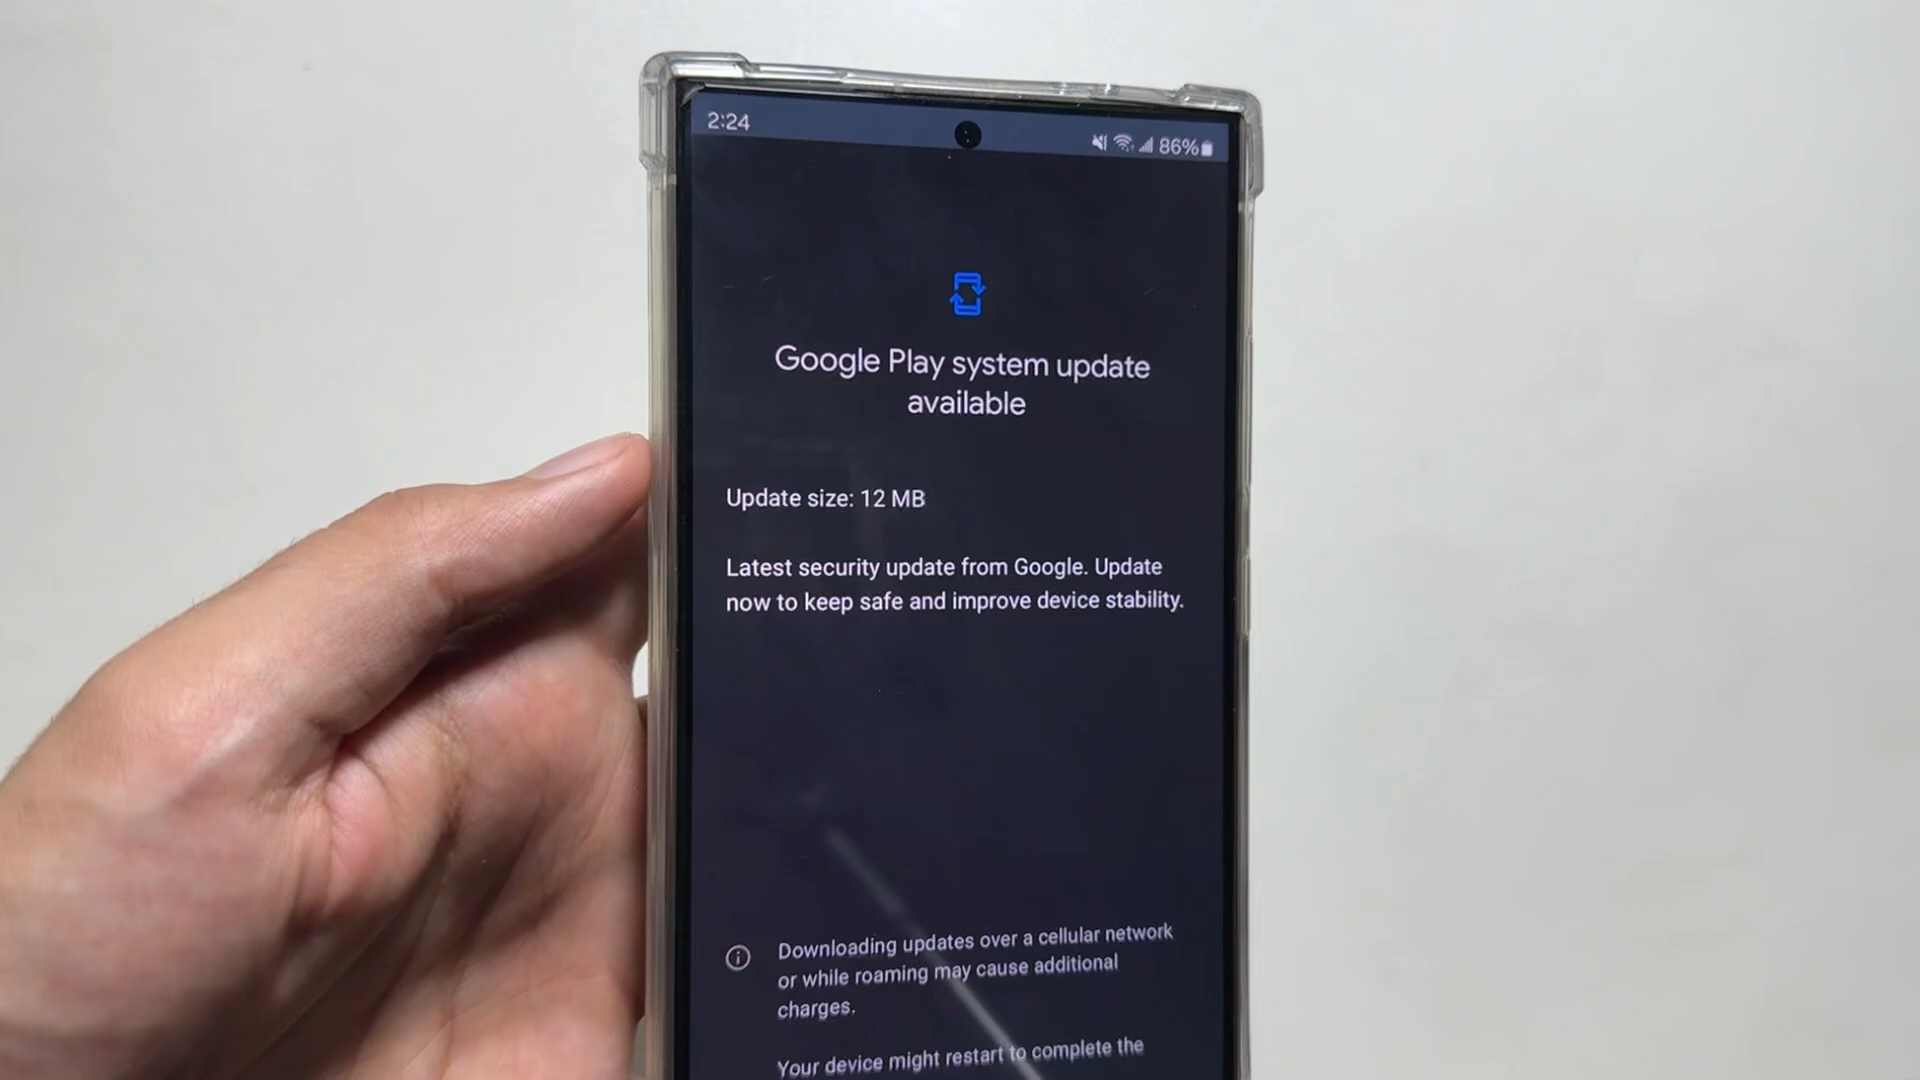 2:24
86%
Google Play system update
available
Update size: 12 MB
Latest security update from Google. Update
now to keep safe and improve device stability.
Downloading updates over a cellular network
or while roaming may cause additional
charges.
Your device might restart to complete the